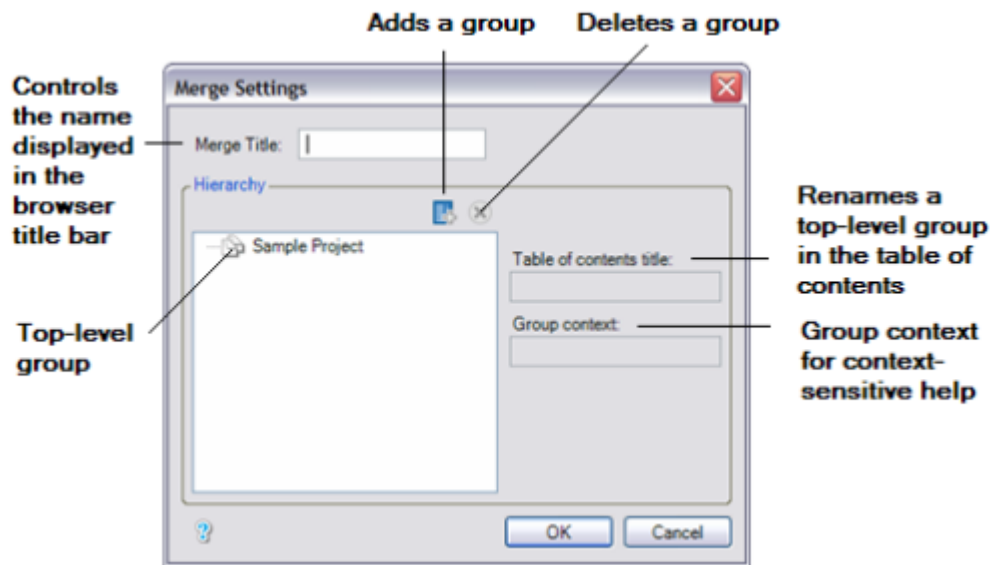 Adds a group
Deletes a group
Controls
the name
displayed
in the
browser
title bar
Merge Settings
Merge Title:
Hierarchy
Sample Project
Top-level
group
Table of contents title:
Group context:
Renames a
top-level group
in the table of
contents
Group context
for context-
sensitive help
?
OK
Cancel